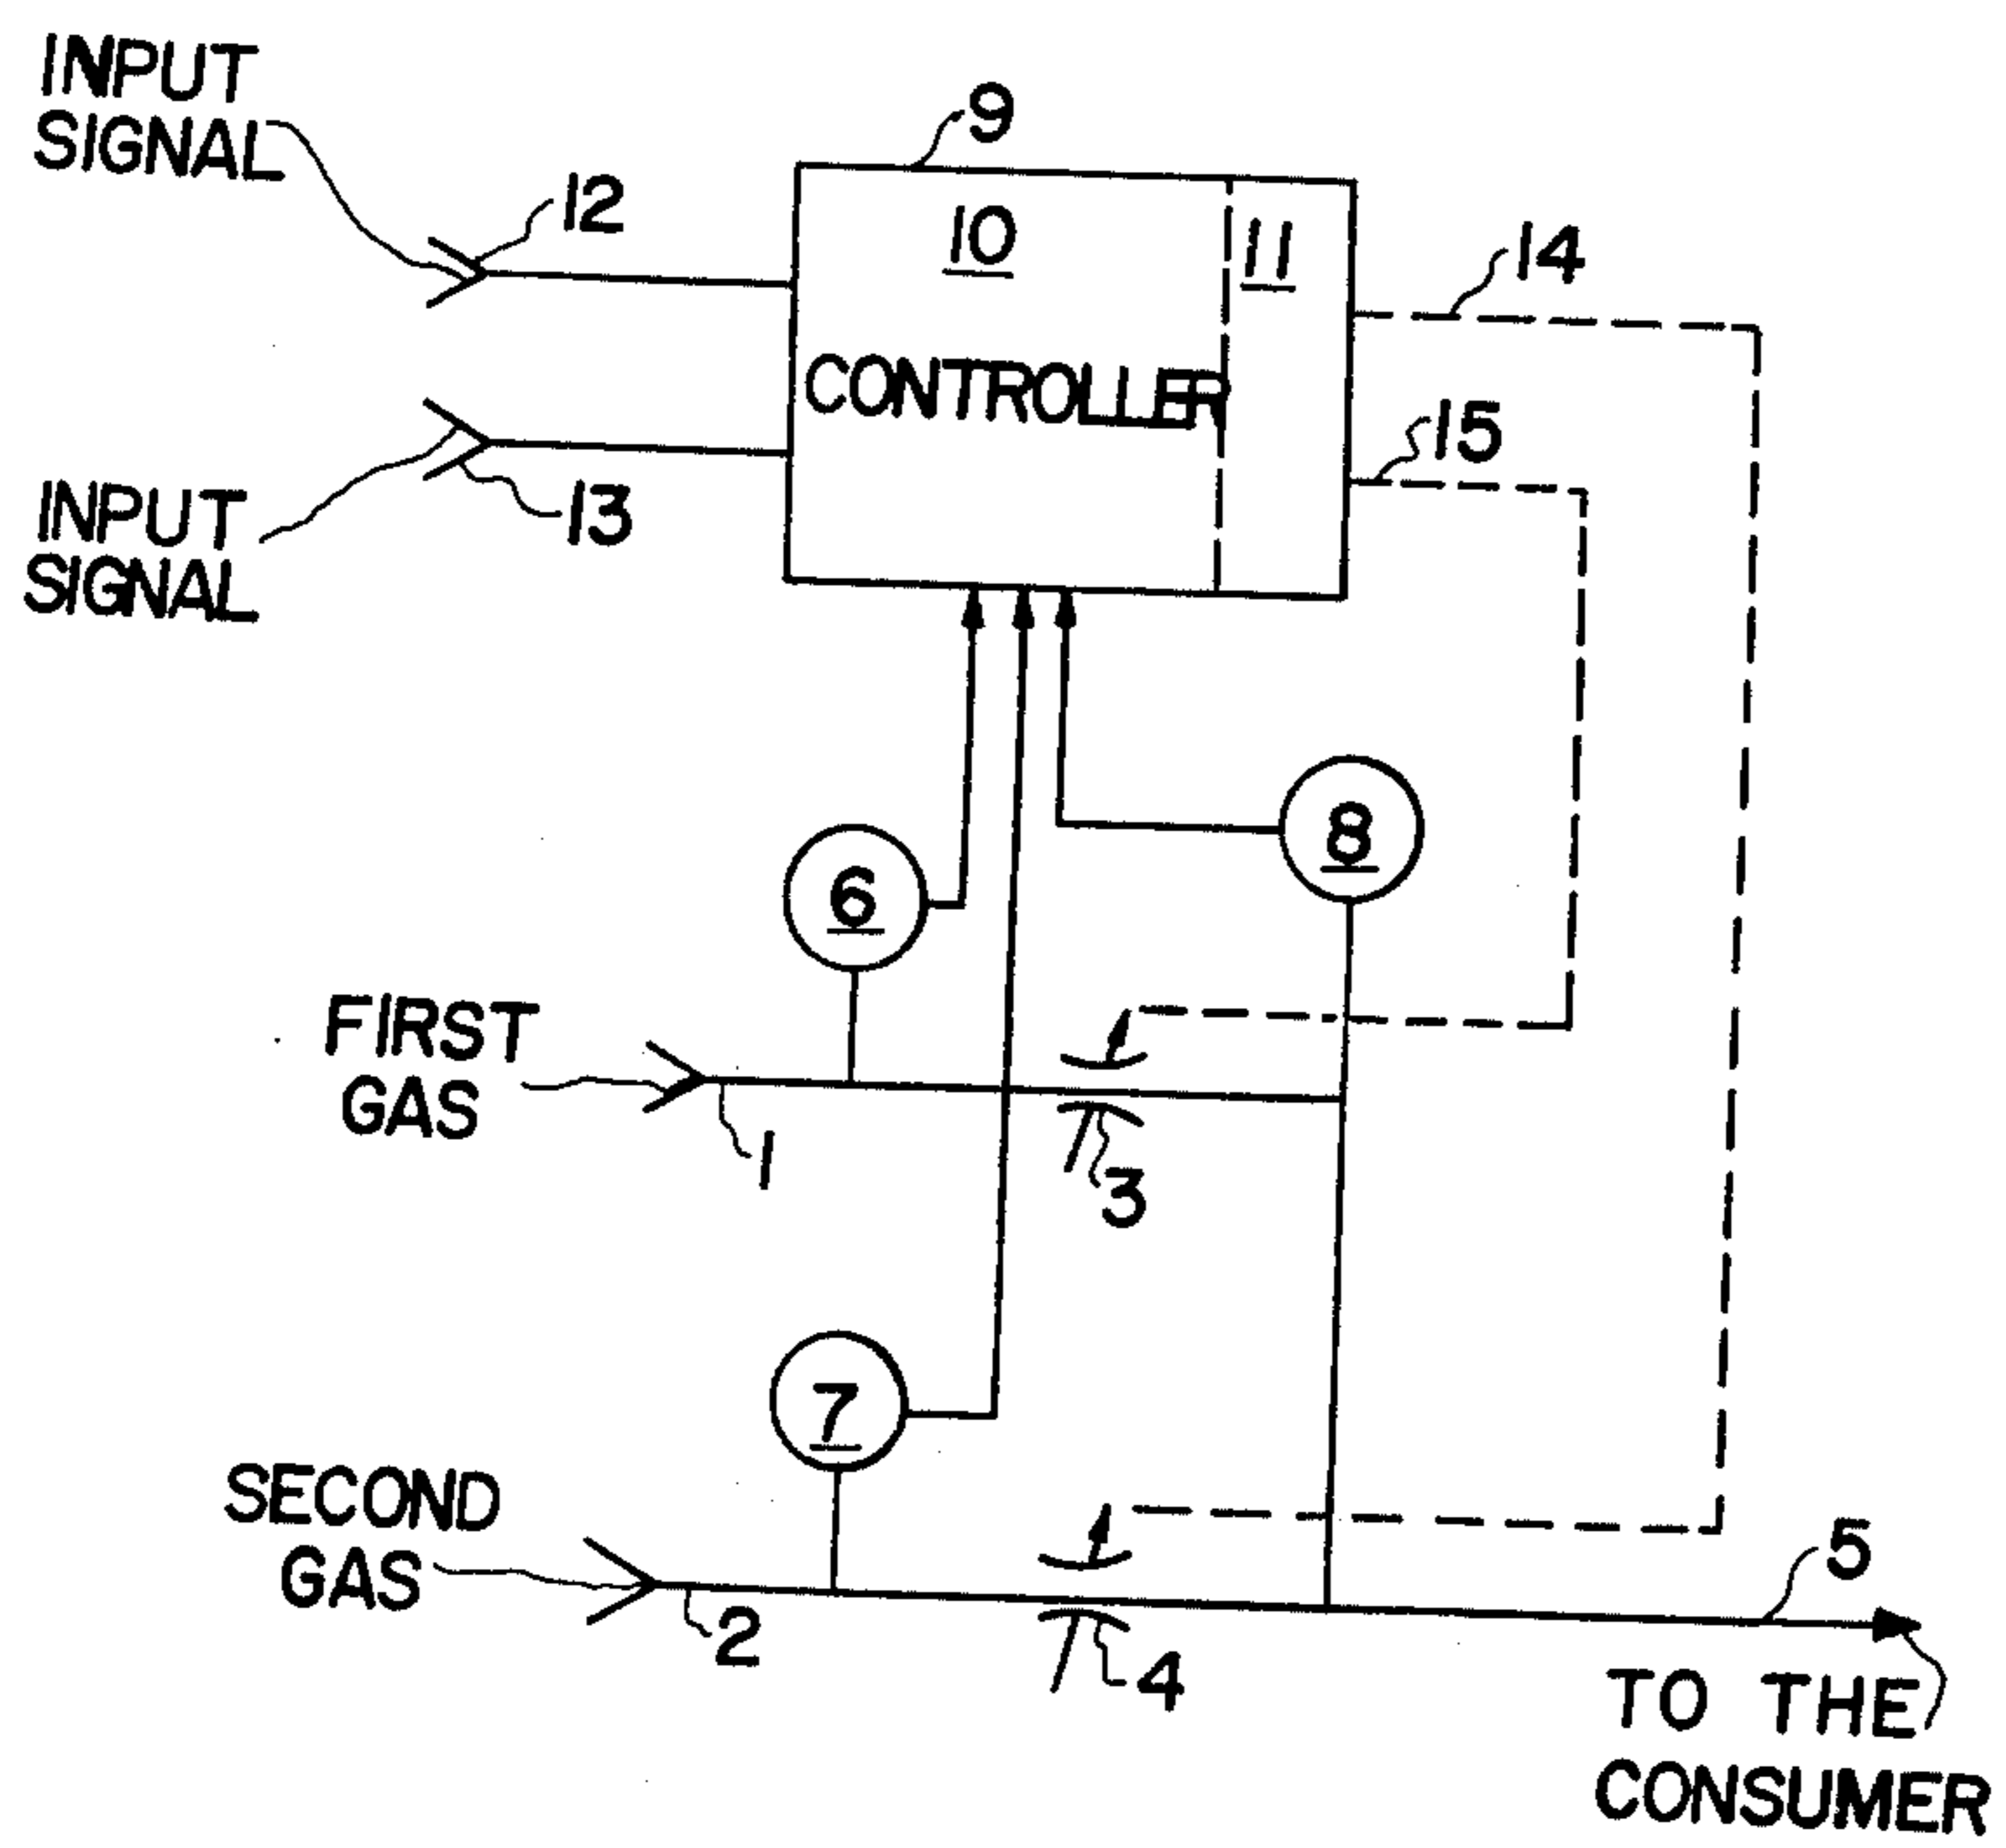 INPUT
SIGNAL
9
12
10
11
14
CONTROLLER
15
INPUT
SIGNAL
13
8
6
FIRST
GAS
1
3
7
SECOND
GAS
2
4
5
TO THE
CONSUMER